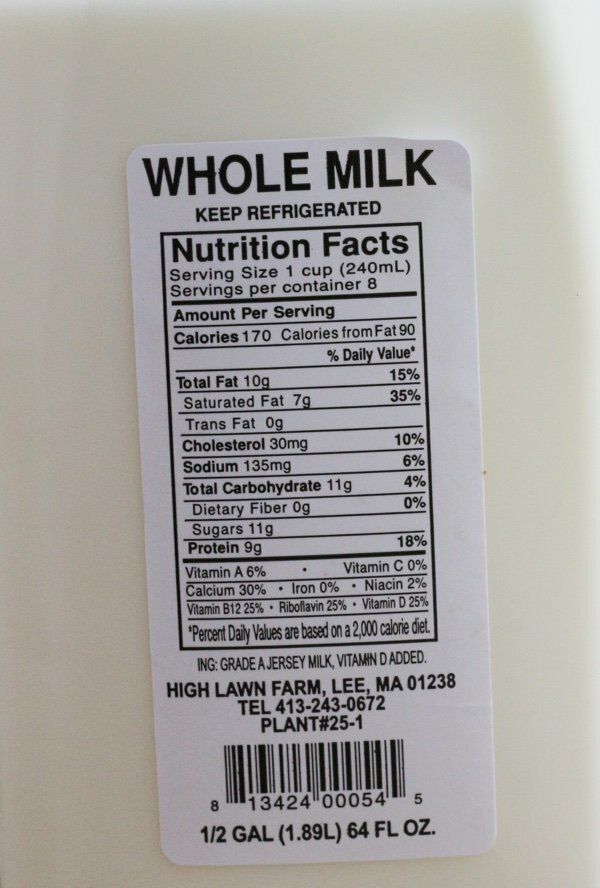 WHOLE MILK
KEEP REFRIGERATED
Nutrition Facts
Serving Size 1 cup (240mL)
Servings per container 8
Amount Per Serving
Calories 170 Calories from Fat 90
% Daily Value*
Total Fat 10g 15%
Saturated Fat 7g 35%
Trans Fat 0g
Cholesterol 30mg 10%
Sodium 135mg 6%
Total Carbohydrate 11g 4%
Dietary Fiber 0g 0%
Sugars 11g
Protein 9g 18%
Vitamin A 6% • Vitamin C 0%
Calcium 30% • Iron 0% • Niacin 2%
Vitamin B12 25% • Riboflavin 25% • Vitamin D 25%
*Percent Daily Values are based on a 2,000 calorie diet.
ING: GRADE A JERSEY MILK, VITAMIN D ADDED.
HIGH LAWN FARM, LEE, MA 01238
TEL 413-243-0672
PLANT#25-1
8 13424 00054 5
1/2 GAL (1.89L) 64 FL OZ.